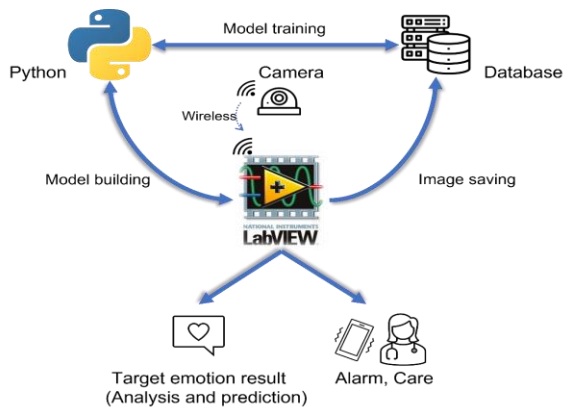 Model training
Python
Camera
Database
Wireless
Model building
Image saving
NATIONAL INSTRUMENTS
LabVIEW
Target emotion result
(Analysis and prediction)
Alarm, Care